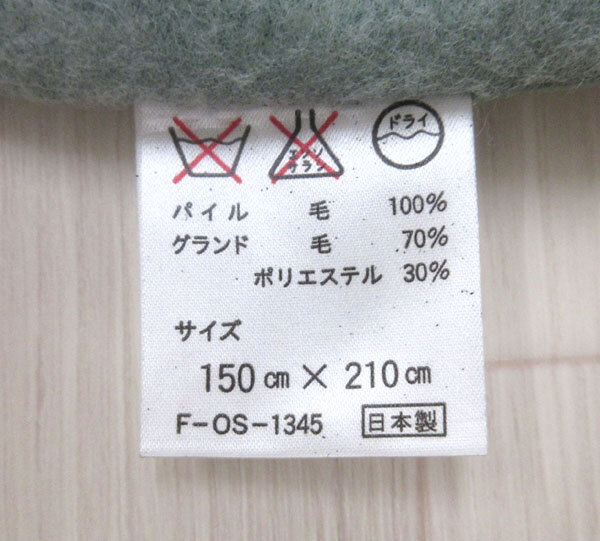 エンソ
サラシ
ドライ
パイル 毛 100%
グランド 毛 70%
ポリエステル 30%
サイズ
150㎝ × 210㎝
F-OS-1345 日本製